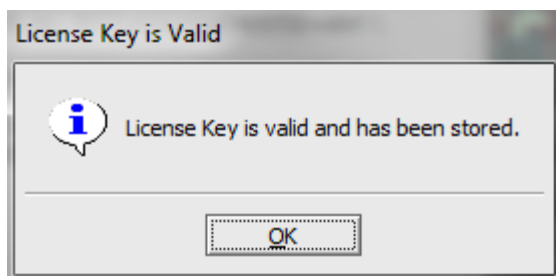 License Key is Valid
License Key is valid and has been stored.
OK